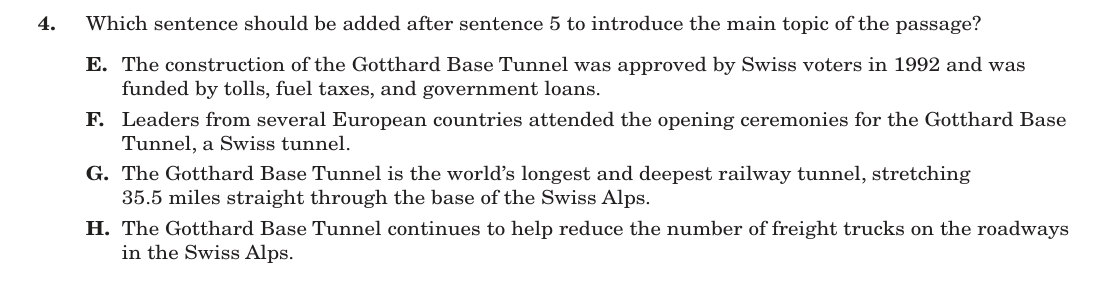 4. Which sentence should be added after sentence 5 to introduce the main topic of the passage?
E. The construction of the Gotthard Base Tunnel was approved by Swiss voters in 1992 and was
funded by tolls, fuel taxes, and government loans.
F. Leaders from several European countries attended the opening ceremonies for the Gotthard Base
Tunnel, a Swiss tunnel.
G. The Gotthard Base Tunnel is the world’s longest and deepest railway tunnel, stretching
35.5 miles straight through the base of the Swiss Alps.
H. The Gotthard Base Tunnel continues to help reduce the number of freight trucks on the roadways
in the Swiss Alps.